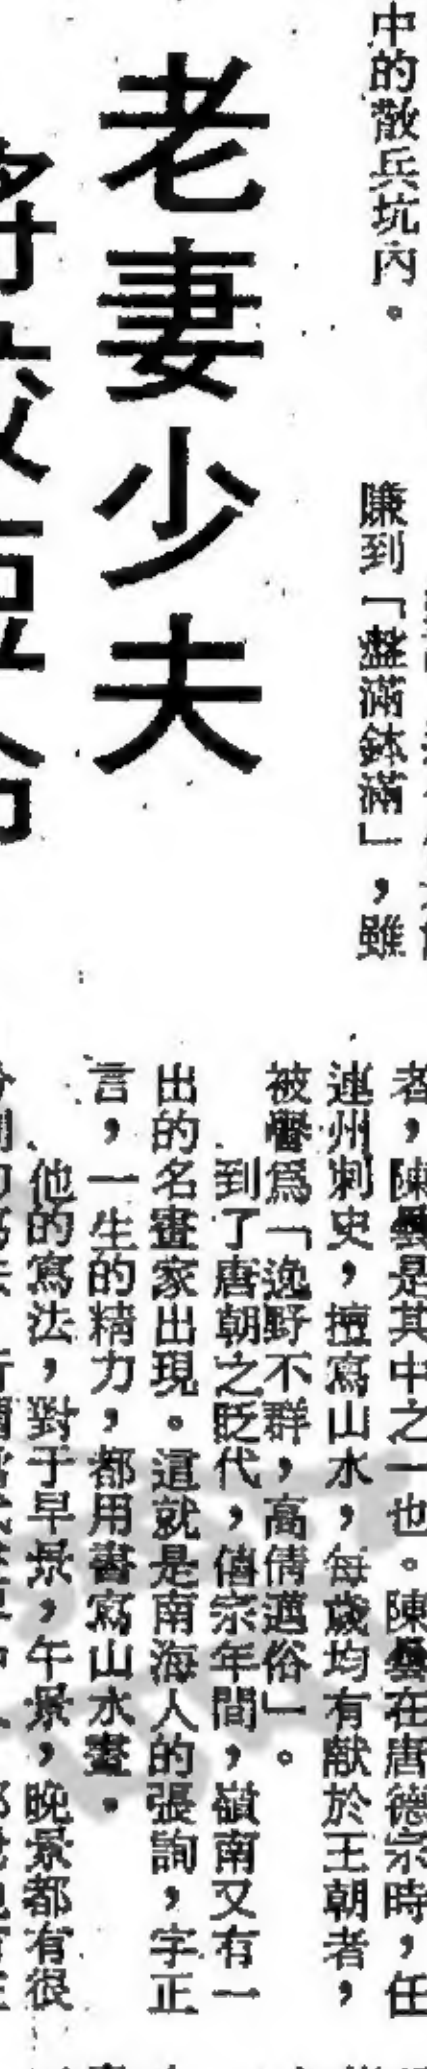 中的散兵坑內。
賺到「盤滿鉢滿」，雖
老妻少夫
者，陳曇是其中之一也。陳曇在唐德宗時，任
連州刺史，擅寫山水，每歲均有獻於王朝者，
被譽爲「逸野不群，高倩邁俗」。
到了唐朝之眨代，僖宗年間，嶺南又有一
出的名畫家出現。這就是南海人的張詢，字正
言，一生的精力，都用書寫山水畫。
他的寫法，對于早景，午景，晚景都有很